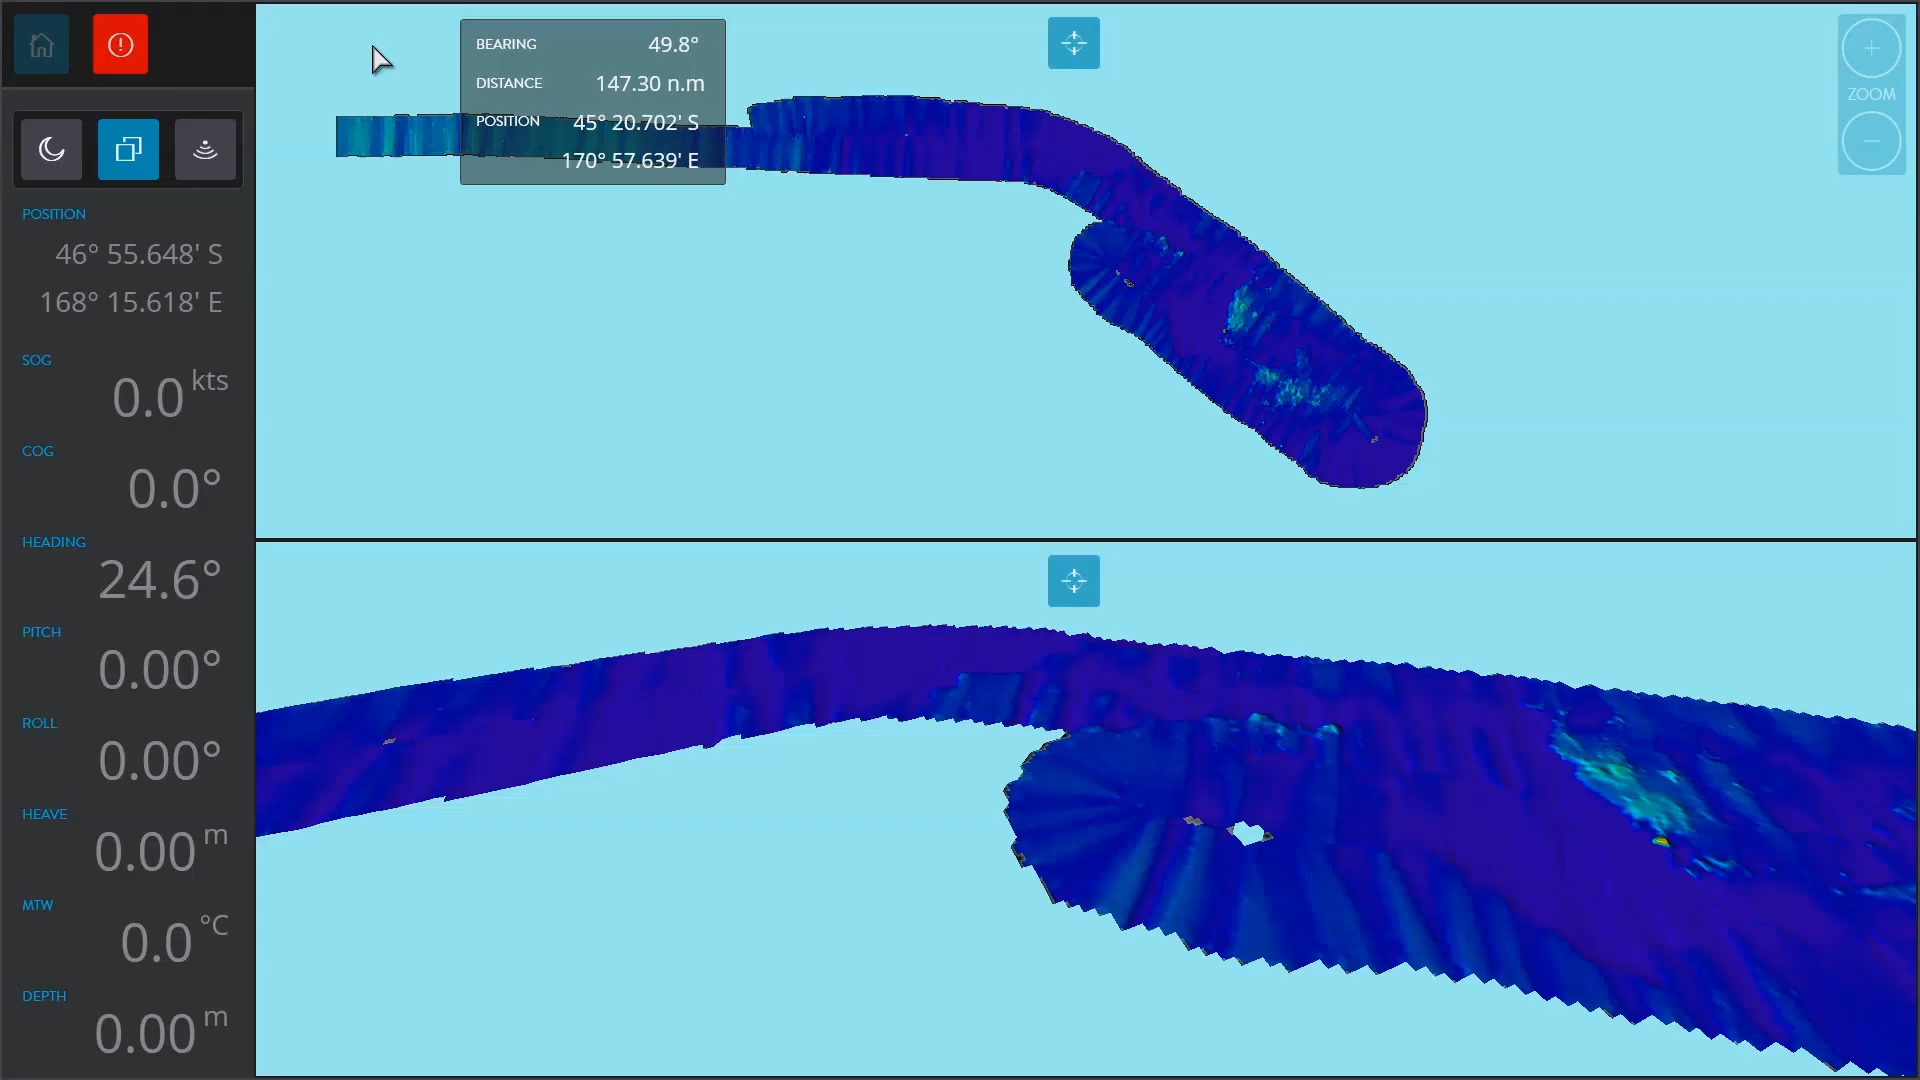 BEARING 49.8°
DISTANCE 147.30 n.m
POSITION 45° 20.702' S
170° 57.639' E
ZOOM
POSITION
46° 55.648' S
168° 15.618' E
SOG
0.0 kts
COG
0.0°
HEADING
24.6°
PITCH
0.00°
ROLL
0.00°
HEAVE
0.00 m
MTW
0.0 °C
DEPTH
0.00 m